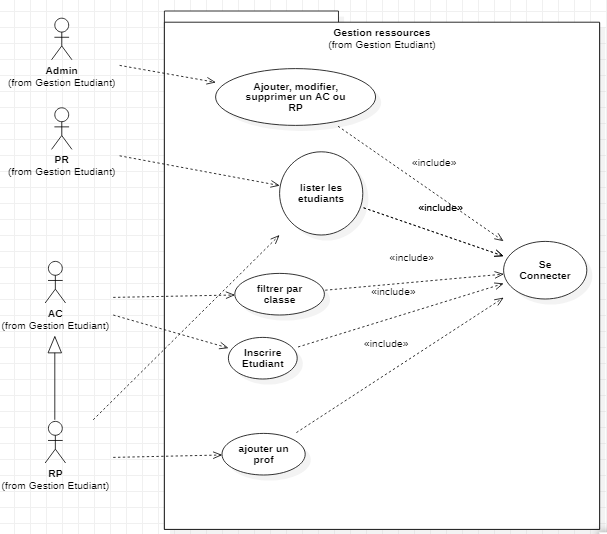 Gestion ressources
(from Gestion Etudiant)
Admin
(from Gestion Etudiant)
Ajouter, modifier,
supprimer un AC ou
RP
PR
(from Gestion Etudiant)
«include»
lister les
etudiants
«include»
«include»
Se
Connecter
AC
(from Gestion Etudiant)
filtrer par
classe
«include»
Inscrire
Etudiant
«include»
ajouter un
prof
RP
(from Gestion Etudiant)